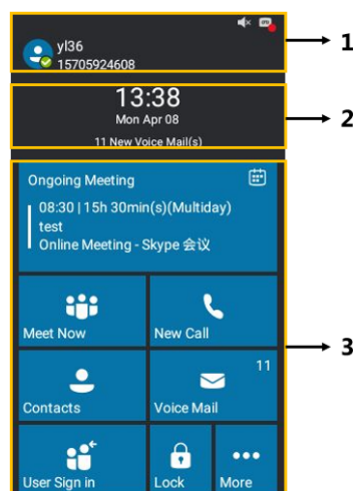 yl36
15705924608
1
13:38
Mon Apr 08
11 New Voice Mail(s)
2
Ongoing Meeting
08:30 | 15h 30min(s)(Multiday)
test
Online Meeting - Skype 会议
Meet Now
New Call
3
Contacts
11
Voice Mail
User Sign in
Lock
More